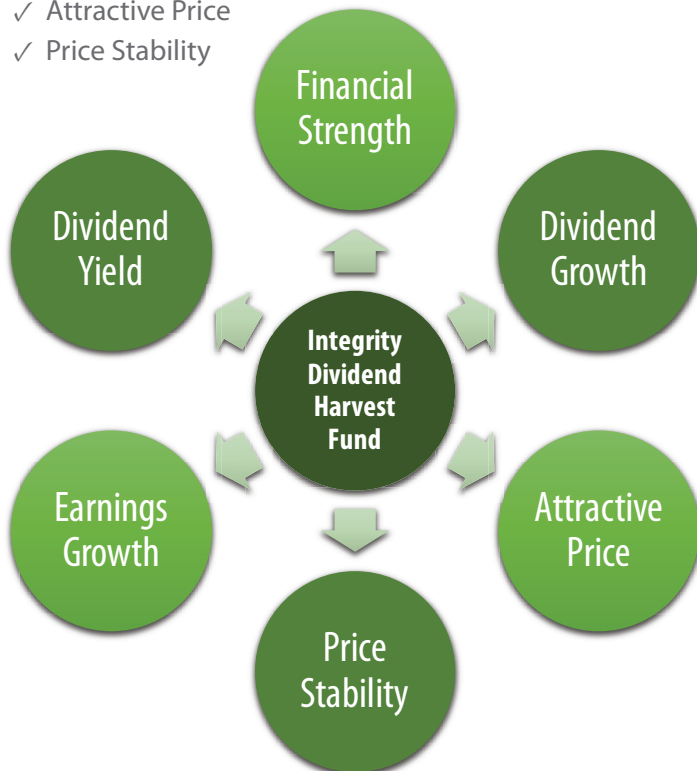 ✓ Attractive Price
✓ Price Stability
Financial
Strength
Dividend
Yield
Dividend
Growth
Integrity
Dividend
Harvest
Fund
Earnings
Growth
Attractive
Price
Price
Stability